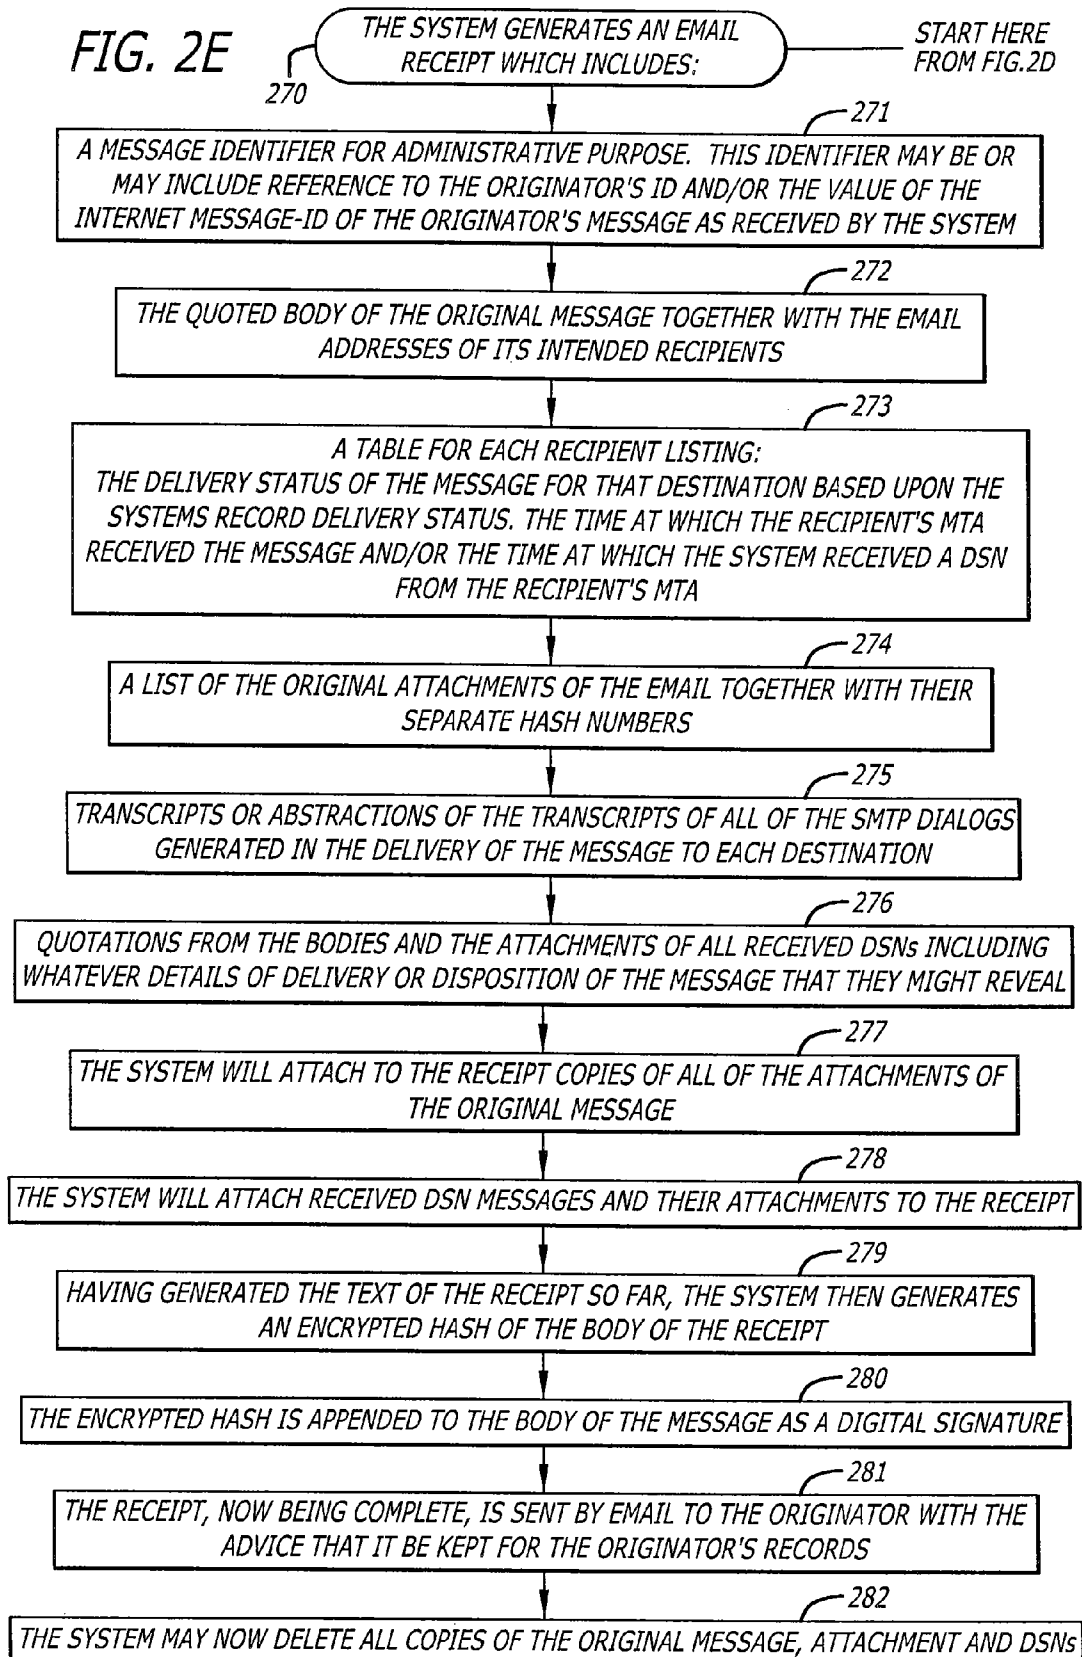 FIG. 2E
THE SYSTEM GENERATES AN EMAIL
RECEIPT WHICH INCLUDES:
START HERE
FROM FIG.2D
270
271
A MESSAGE IDENTIFIER FOR ADMINISTRATIVE PURPOSE. THIS IDENTIFIER MAY BE OR
MAY INCLUDE REFERENCE TO THE ORIGINATOR'S ID AND/OR THE VALUE OF THE
INTERNET MESSAGE-ID OF THE ORIGINATOR'S MESSAGE AS RECEIVED BY THE SYSTEM
272
THE QUOTED BODY OF THE ORIGINAL MESSAGE TOGETHER WITH THE EMAIL
ADDRESSES OF ITS INTENDED RECIPIENTS
273
A TABLE FOR EACH RECIPIENT LISTING:
THE DELIVERY STATUS OF THE MESSAGE FOR THAT DESTINATION BASED UPON THE
SYSTEMS RECORD DELIVERY STATUS. THE TIME AT WHICH THE RECIPIENT'S MTA
RECEIVED THE MESSAGE AND/OR THE TIME AT WHICH THE SYSTEM RECEIVED A DSN
FROM THE RECIPIENT'S MTA
274
A LIST OF THE ORIGINAL ATTACHMENTS OF THE EMAIL TOGETHER WITH THEIR
SEPARATE HASH NUMBERS
275
TRANSCRIPTS OR ABSTRACTIONS OF THE TRANSCRIPTS OF ALL OF THE SMTP DIALOGS
GENERATED IN THE DELIVERY OF THE MESSAGE TO EACH DESTINATION
276
QUOTATIONS FROM THE BODIES AND THE ATTACHMENTS OF ALL RECEIVED DSNs INCLUDING
WHATEVER DETAILS OF DELIVERY OR DISPOSITION OF THE MESSAGE THAT THEY MIGHT REVEAL
277
THE SYSTEM WILL ATTACH TO THE RECEIPT COPIES OF ALL OF THE ATTACHMENTS OF
THE ORIGINAL MESSAGE
278
THE SYSTEM WILL ATTACH RECEIVED DSN MESSAGES AND THEIR ATTACHMENTS TO THE RECEIPT
279
HAVING GENERATED THE TEXT OF THE RECEIPT SO FAR, THE SYSTEM THEN GENERATES
AN ENCRYPTED HASH OF THE BODY OF THE RECEIPT
280
THE ENCRYPTED HASH IS APPENDED TO THE BODY OF THE MESSAGE AS A DIGITAL SIGNATURE
281
THE RECEIPT, NOW BEING COMPLETE, IS SENT BY EMAIL TO THE ORIGINATOR WITH THE
ADVICE THAT IT BE KEPT FOR THE ORIGINATOR'S RECORDS
282
THE SYSTEM MAY NOW DELETE ALL COPIES OF THE ORIGINAL MESSAGE, ATTACHMENT AND DSNs